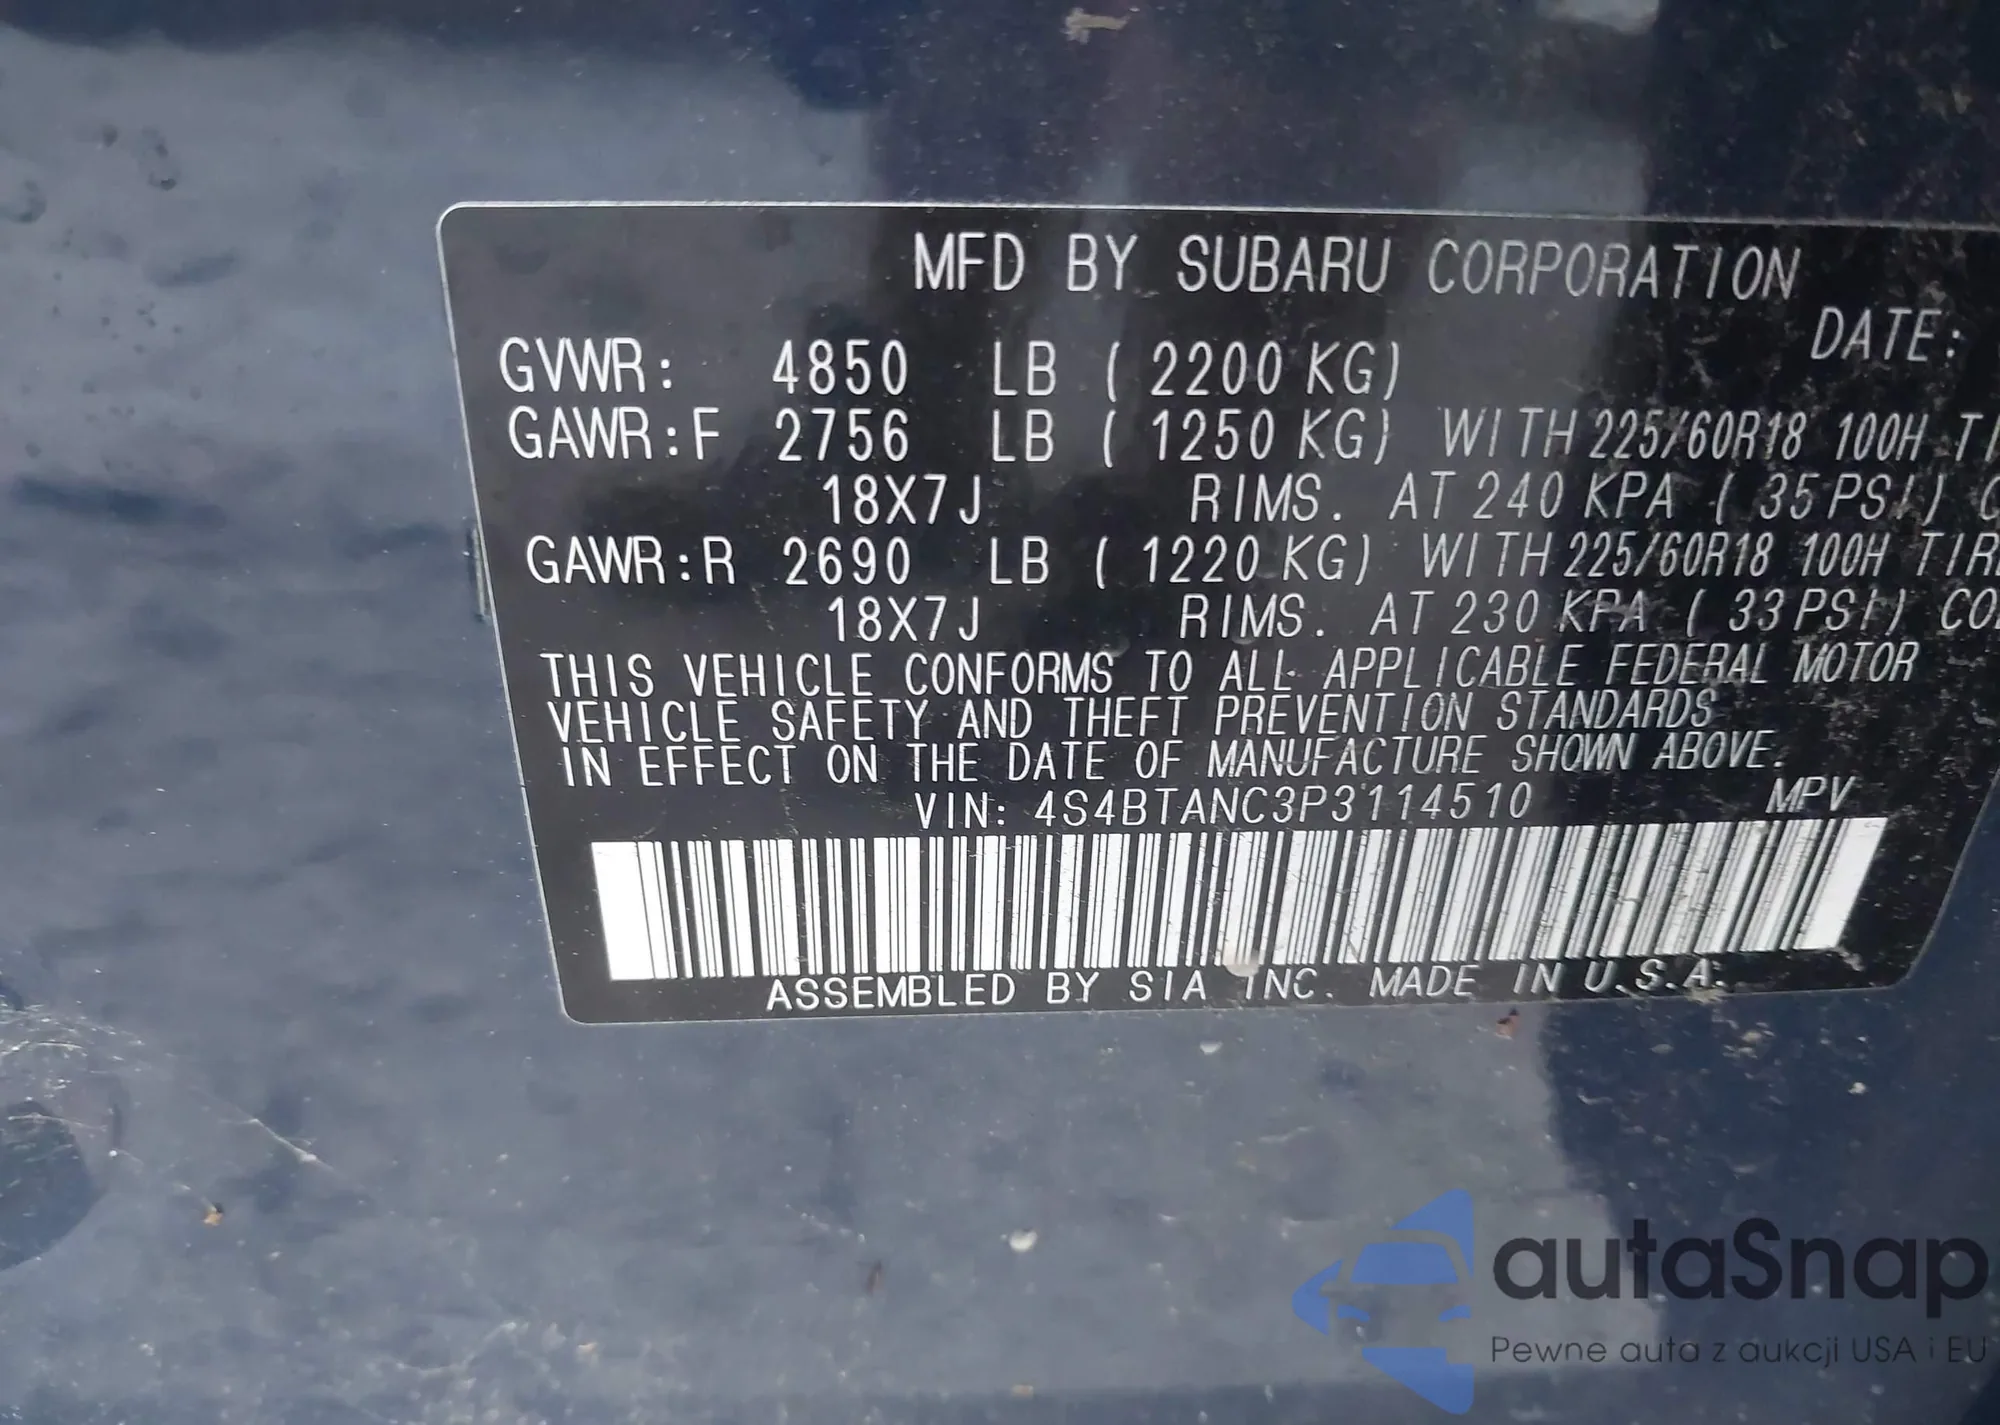 MFD BY SUBARU CORPORATION
DATE:
GVWR: 4850 LB ( 2200 KG)
GAWR:F 2756 LB ( 1250 KG) WITH 225/60R18 100H TI
18X7J RIMS. AT 240 KPA ( 35 PSI) C
GAWR:R 2690 LB ( 1220 KG) WITH 225/60R18 100H TIR
18X7J RIMS. AT 230 KPA ( 33 PSI) CO
THIS VEHICLE CONFORMS TO ALL APPLICABLE FEDERAL MOTOR
VEHICLE SAFETY AND THEFT PREVENTION STANDARDS
IN EFFECT ON THE DATE OF MANUFACTURE SHOWN ABOVE.
VIN: 4S4BTANC3P3114510 MPV
ASSEMBLED BY SIA INC. MADE IN U.S.A.
autaSnap
Pewne auta z aukcji USA i EU